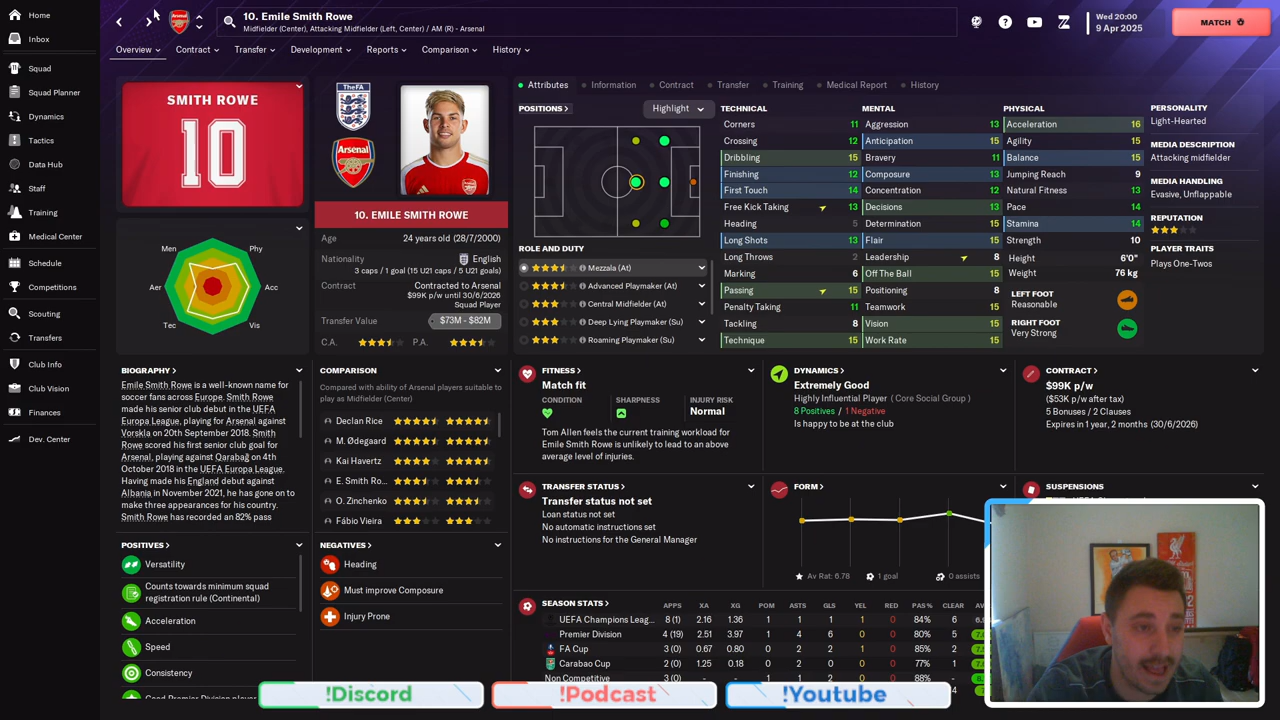 Home
Inbox
Squad
Squad Planner
Dynamics
Tactics
Data Hub
Staff
Training
Medical Center
Schedule
Competitions
Scouting
Transfers
Club Info
Club Vision
Finances
Dev. Center
10. Emile Smith Rowe
Midfielder (Center), Attacking Midfielder (Left, Center) / AM (R) - Arsenal
Wed 20:00
9 Apr 2025
MATCH
Overview
Contract
Transfer
Development
Reports
Comparison
History
SMITH ROWE
10
Men
Phy
Aer
Acc
Tec
Vis
TheFA
Arsenal
10. EMILE SMITH ROWE
Age 24 years old (28/7/2000)
Nationality English
3 caps / 1 goal (15 U21 caps / 5 U21 goals)
Contract Contracted to Arsenal
$99K p/w until 30/6/2026
Squad Player
Transfer Value $73M - $82M
C.A. P.A.
Attributes
Information
Contract
Transfer
Training
Medical Report
History
POSITIONS >
Highlight
ROLE AND DUTY
Mezzala (At)
Advanced Playmaker (At)
Central Midfielder (At)
Deep Lying Playmaker (Su)
Roaming Playmaker (Su)
TECHNICAL
Corners 11
Crossing 12
Dribbling 15
Finishing 12
First Touch 14
Free Kick Taking 13
Heading 5
Long Shots 13
Long Throws 2
Marking 6
Passing 15
Penalty Taking 11
Tackling 8
Technique 15
MENTAL
Aggression 13
Anticipation 15
Bravery 11
Composure 13
Concentration 12
Decisions 13
Determination 15
Flair 15
Leadership 8
Off The Ball 15
Positioning 8
Teamwork 15
Vision 15
Work Rate 15
PHYSICAL
Acceleration 16
Agility 15
Balance 15
Jumping Reach 9
Natural Fitness 13
Pace 14
Stamina 14
Strength 10
Height 6'0"
Weight 76 kg
LEFT FOOT
Reasonable
RIGHT FOOT
Very Strong
PERSONALITY
Light-Hearted
MEDIA DESCRIPTION
Attacking midfielder
MEDIA HANDLING
Evasive, Unflappable
REPUTATION
PLAYER TRAITS
Plays One-Twos
BIOGRAPHY >
Emile Smith Rowe is a well-known name for
soccer fans across Europe. Smith Rowe
made his senior club debut in the UEFA
Europa League, playing for Arsenal against
Vorskla on 20th September 2018. Smith
Rowe scored his first senior club goal for
Arsenal, playing against Qarabağ on 4th
October 2018 in the UEFA Europa League.
Having made his England debut against
Albania in November 2021, he has gone on to
make three appearances for his country.
Smith Rowe has recorded an 82% pass
COMPARISON
Compared with ability of Arsenal players suitable to
play as Midfielder (Center)
Declan Rice
M. Ødegaard
Kai Havertz
E. Smith Ro...
O. Zinchenko
Fábio Vieira
FITNESS >
Match fit
CONDITION
SHARPNESS
INJURY RISK
Normal
Tom Allen feels the current training workload for
Emile Smith Rowe is unlikely to lead to an above
average level of injuries.
DYNAMICS >
Extremely Good
Highly Influential Player ( Core Social Group )
8 Positives / 1 Negative
Is happy to be at the club
CONTRACT >
$99K p/w
($53K p/w after tax)
5 Bonuses / 2 Clauses
Expires in 1 year, 2 months (30/6/2026)
TRANSFER STATUS >
Transfer status not set
Loan status not set
No automatic instructions set
No instructions for the General Manager
FORM >
Av Rat: 6.78
1 goal
0 assists
SUSPENSIONS
POSITIVES >
Versatility
Counts towards minimum squad
registration rule (Continental)
Acceleration
Speed
Consistency
Good Premier Division player
NEGATIVES >
Heading
Must improve Composure
Injury Prone
SEASON STATS > APPS XA XG POM ASTS GLS YEL RED PAS% CLEAR
UEFA Champions Leag... 8 (1) 2.16 1.36 1 1 1 1 0 84% 6
Premier Division 4 (19) 2.51 3.97 1 4 6 0 0 80% 5
FA Cup 3 (0) 0.67 0.80 0 2 2 1 0 85% 2
Carabao Cup 2 (0) 1.25 0.18 0 2 0 0 0 77% 1
Non Competitive 3 (0) - - - - - - 0 88% -
!Discord
!Podcast
!Youtube